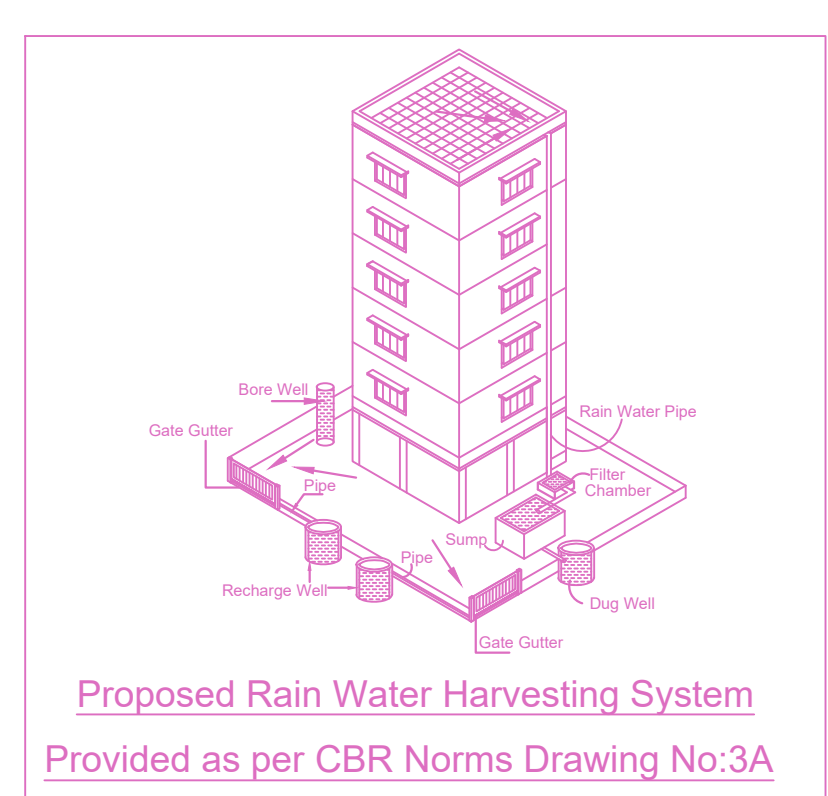 Bore Well
Gate Gutter
Rain Water Pipe
Pipe
Filter
Chamber
Sump
Pipe
Recharge Well
Dug Well
Gate Gutter
Proposed Rain Water Harvesting System
Provided as per CBR Norms Drawing No:3A